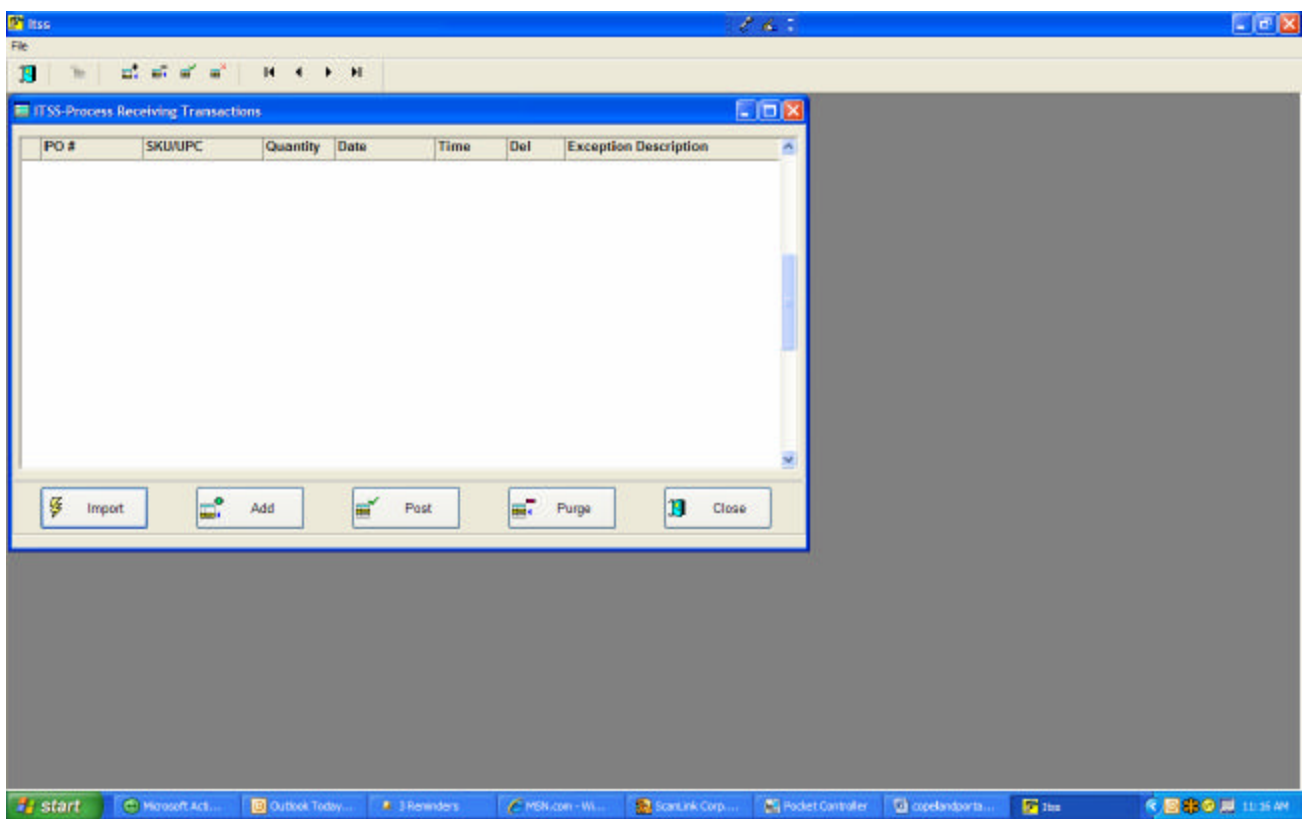 Itss
File
ITSS-Process Receiving Transactions
PO # SKU/UPC Quantity Date Time Del Exception Description
Import Add Post Purge Close
start Microsoft Acti... Outlook Today... 3 Reminders MSN.com - Wi... ScanLink Corp.... Pocket Controller copelandporta... Itss 11:16 AM